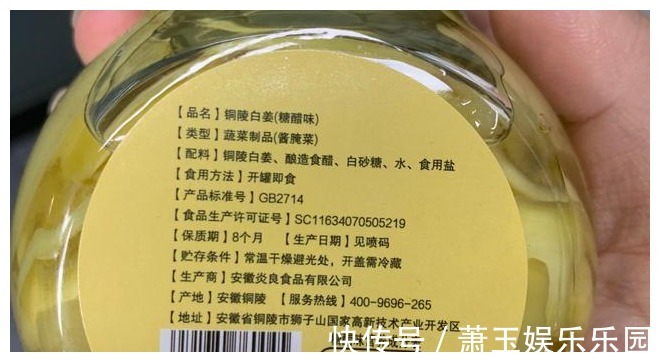 【品名】铜陵白姜(糖醋味)
【类型】蔬菜制品(酱腌菜)
【配料】铜陵白姜、酿造食醋、白砂糖、水、食用盐
【食用方法】开罐即食
【产品标准号】GB2714
【食品生产许可证号】SC11634070505219
【保质期】8个月 【生产日期】见喷码
【贮存条件】常温干燥避光处，开盖需冷藏
【生产商】安徽炎良食品有限公司
【产地】安徽铜陵 【服务热线】400-9696-265
【地址】安徽省铜陵市狮子山国家高新技术产业开发区
快传号 / 萧玉娱乐乐园